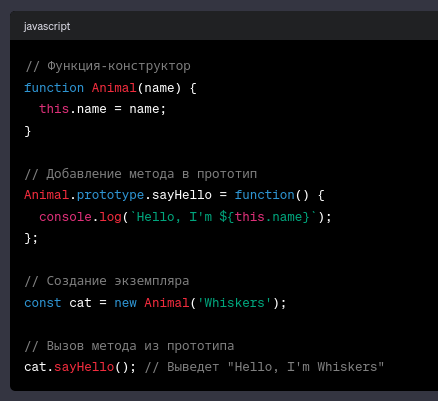 javascript
// Функция-конструктор
function Animal(name) {
  this.name = name;
}
// Добавление метода в прототип
Animal.prototype.sayHello = function() {
  console.log(`Hello, I'm ${this.name}`);
};
// Создание экземпляра
const cat = new Animal('Whiskers');
// Вызов метода из прототипа
cat.sayHello(); // Выведет "Hello, I'm Whiskers"